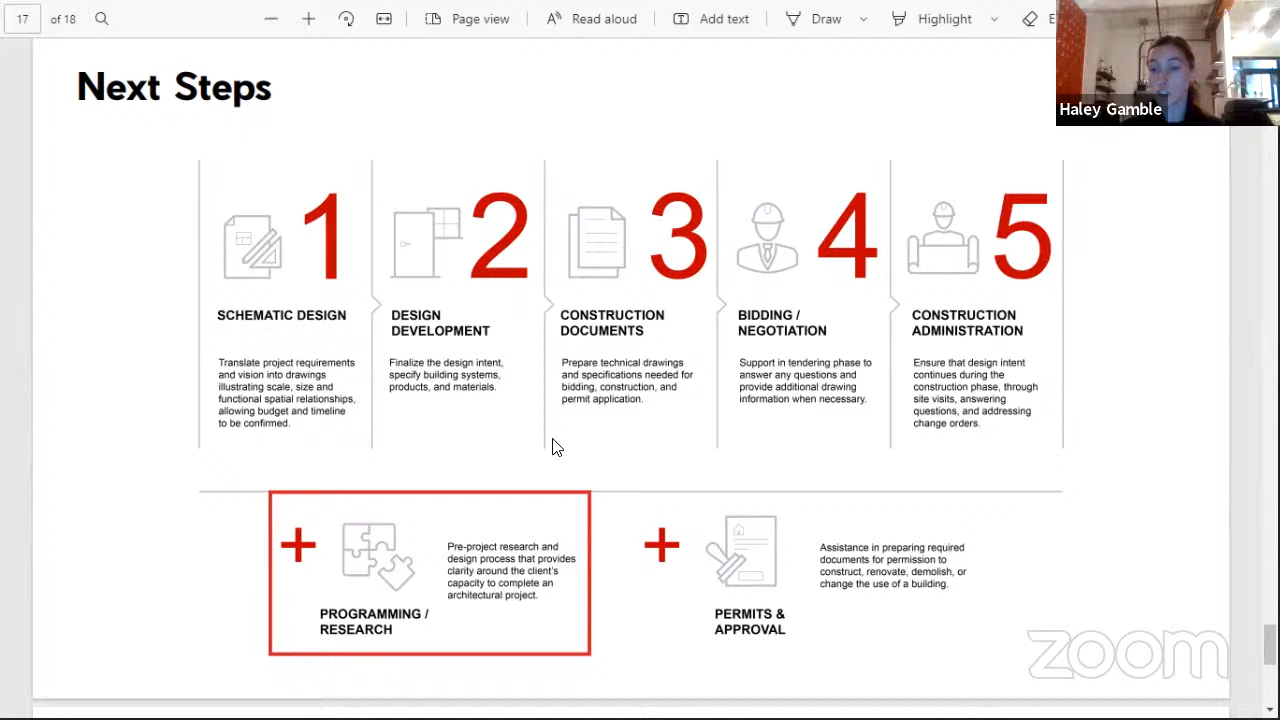 17 of 18
Page view
Read aloud
Add text
Draw
Highlight
Haley Gamble
Next Steps
1
SCHEMATIC DESIGN
Translate project requirements
and vision into drawings
illustrating scale, size and
functional spatial relationships,
allowing budget and timeline
to be confirmed.
2
DESIGN
DEVELOPMENT
Finalize the design intent,
specify building systems,
products, and materials.
3
CONSTRUCTION
DOCUMENTS
Prepare technical drawings
and specifications needed for
bidding, construction, and
permit application.
4
BIDDING /
NEGOTIATION
Support in tendering phase to
answer any questions and
provide additional drawing
information when necessary.
5
CONSTRUCTION
ADMINISTRATION
Ensure that design intent
continues during the
construction phase, through
site visits, answering
questions, and addressing
change orders.
+
PROGRAMMING /
RESEARCH
Pre-project research and
design process that provides
clarity around the client's
capacity to complete an
architectural project.
+
PERMITS &
APPROVAL
Assistance in preparing required
documents for permission to
construct, renovate, demolish, or
change the use of a building.
zoom